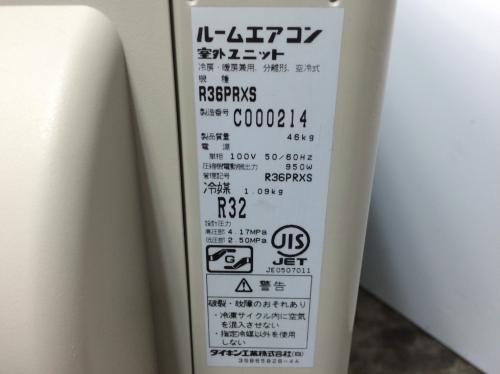 ルームエアコン
室外ユニット
冷房・暖房兼用、分離形、空冷式
機種
R36PRXS
製造番号 C000214
製品質量 46kg
電源
単相 100V 50/60Hz
圧縮機電動機出力 950W
管理記号 R36PRXS
冷媒 1.09kg
R32
設計圧力
高圧部 4.17MPa
低圧部 2.50MPa
G
JIS
JET
JE0507011
警告
破裂・故障のおそれあり
・冷凍サイクル内に空気
を混入させない
・指定冷媒以外を使用
しない
ダイキン工業株式会社(自)